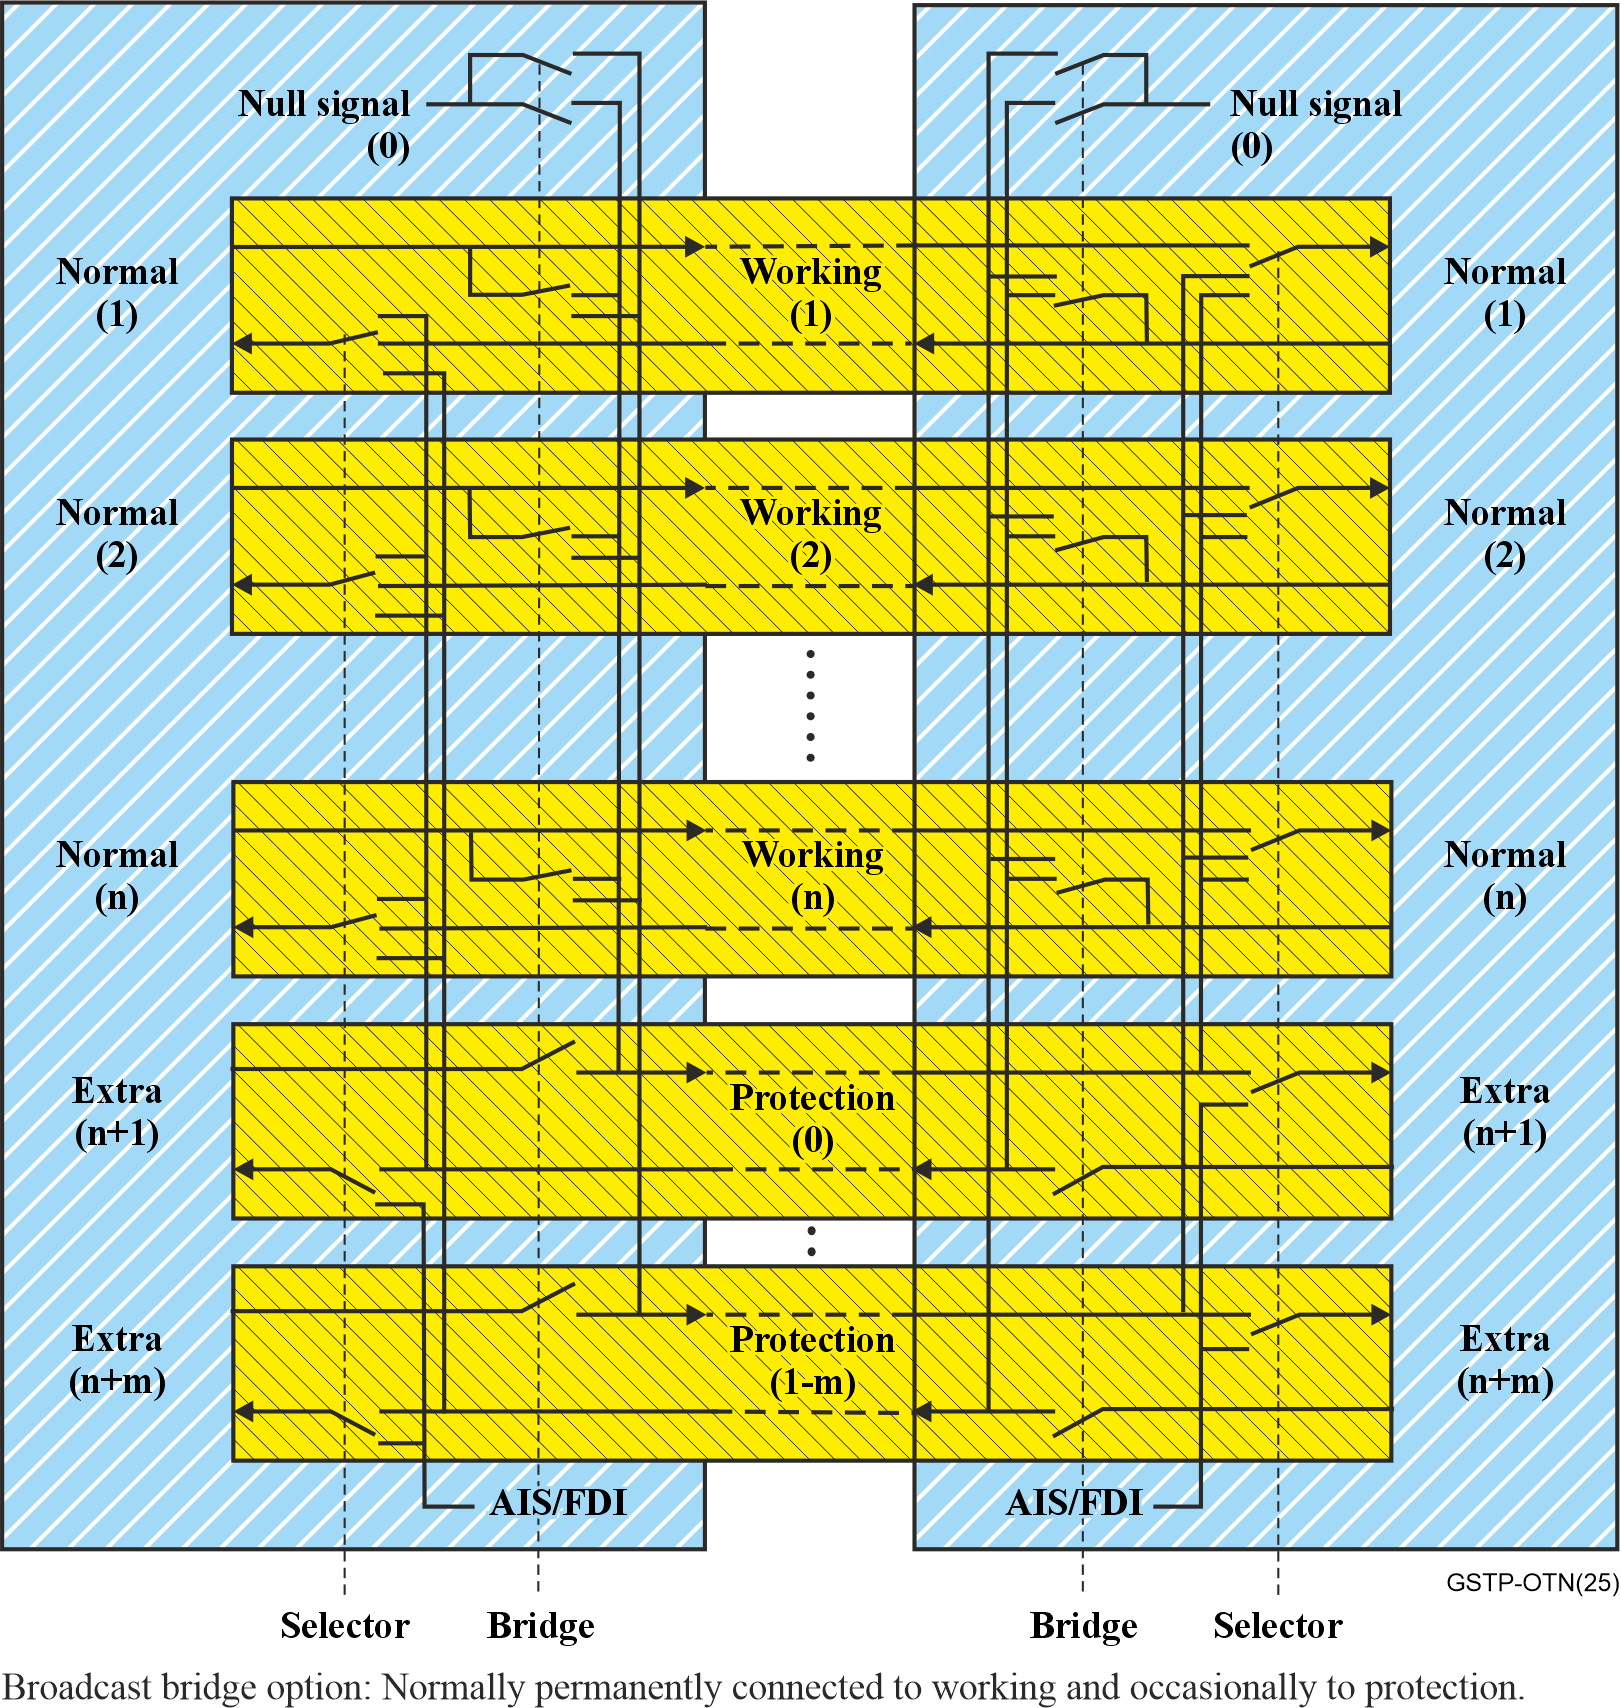 Null signal
(0)
Null signal
(0)
Normal
(1)
Working
(1)
Normal
(1)
Normal
(2)
Working
(2)
Normal
(2)
Normal
(n)
Working
(n)
Normal
(n)
Extra
(n+1)
Protection
(0)
Extra
(n+1)
Extra
(n+m)
Protection
(1-m)
Extra
(n+m)
AIS/FDI
AIS/FDI
GSTP-OTN(25)
Selector
Bridge
Bridge
Selector
Broadcast bridge option: Normally permanently connected to working and occasionally to protection.